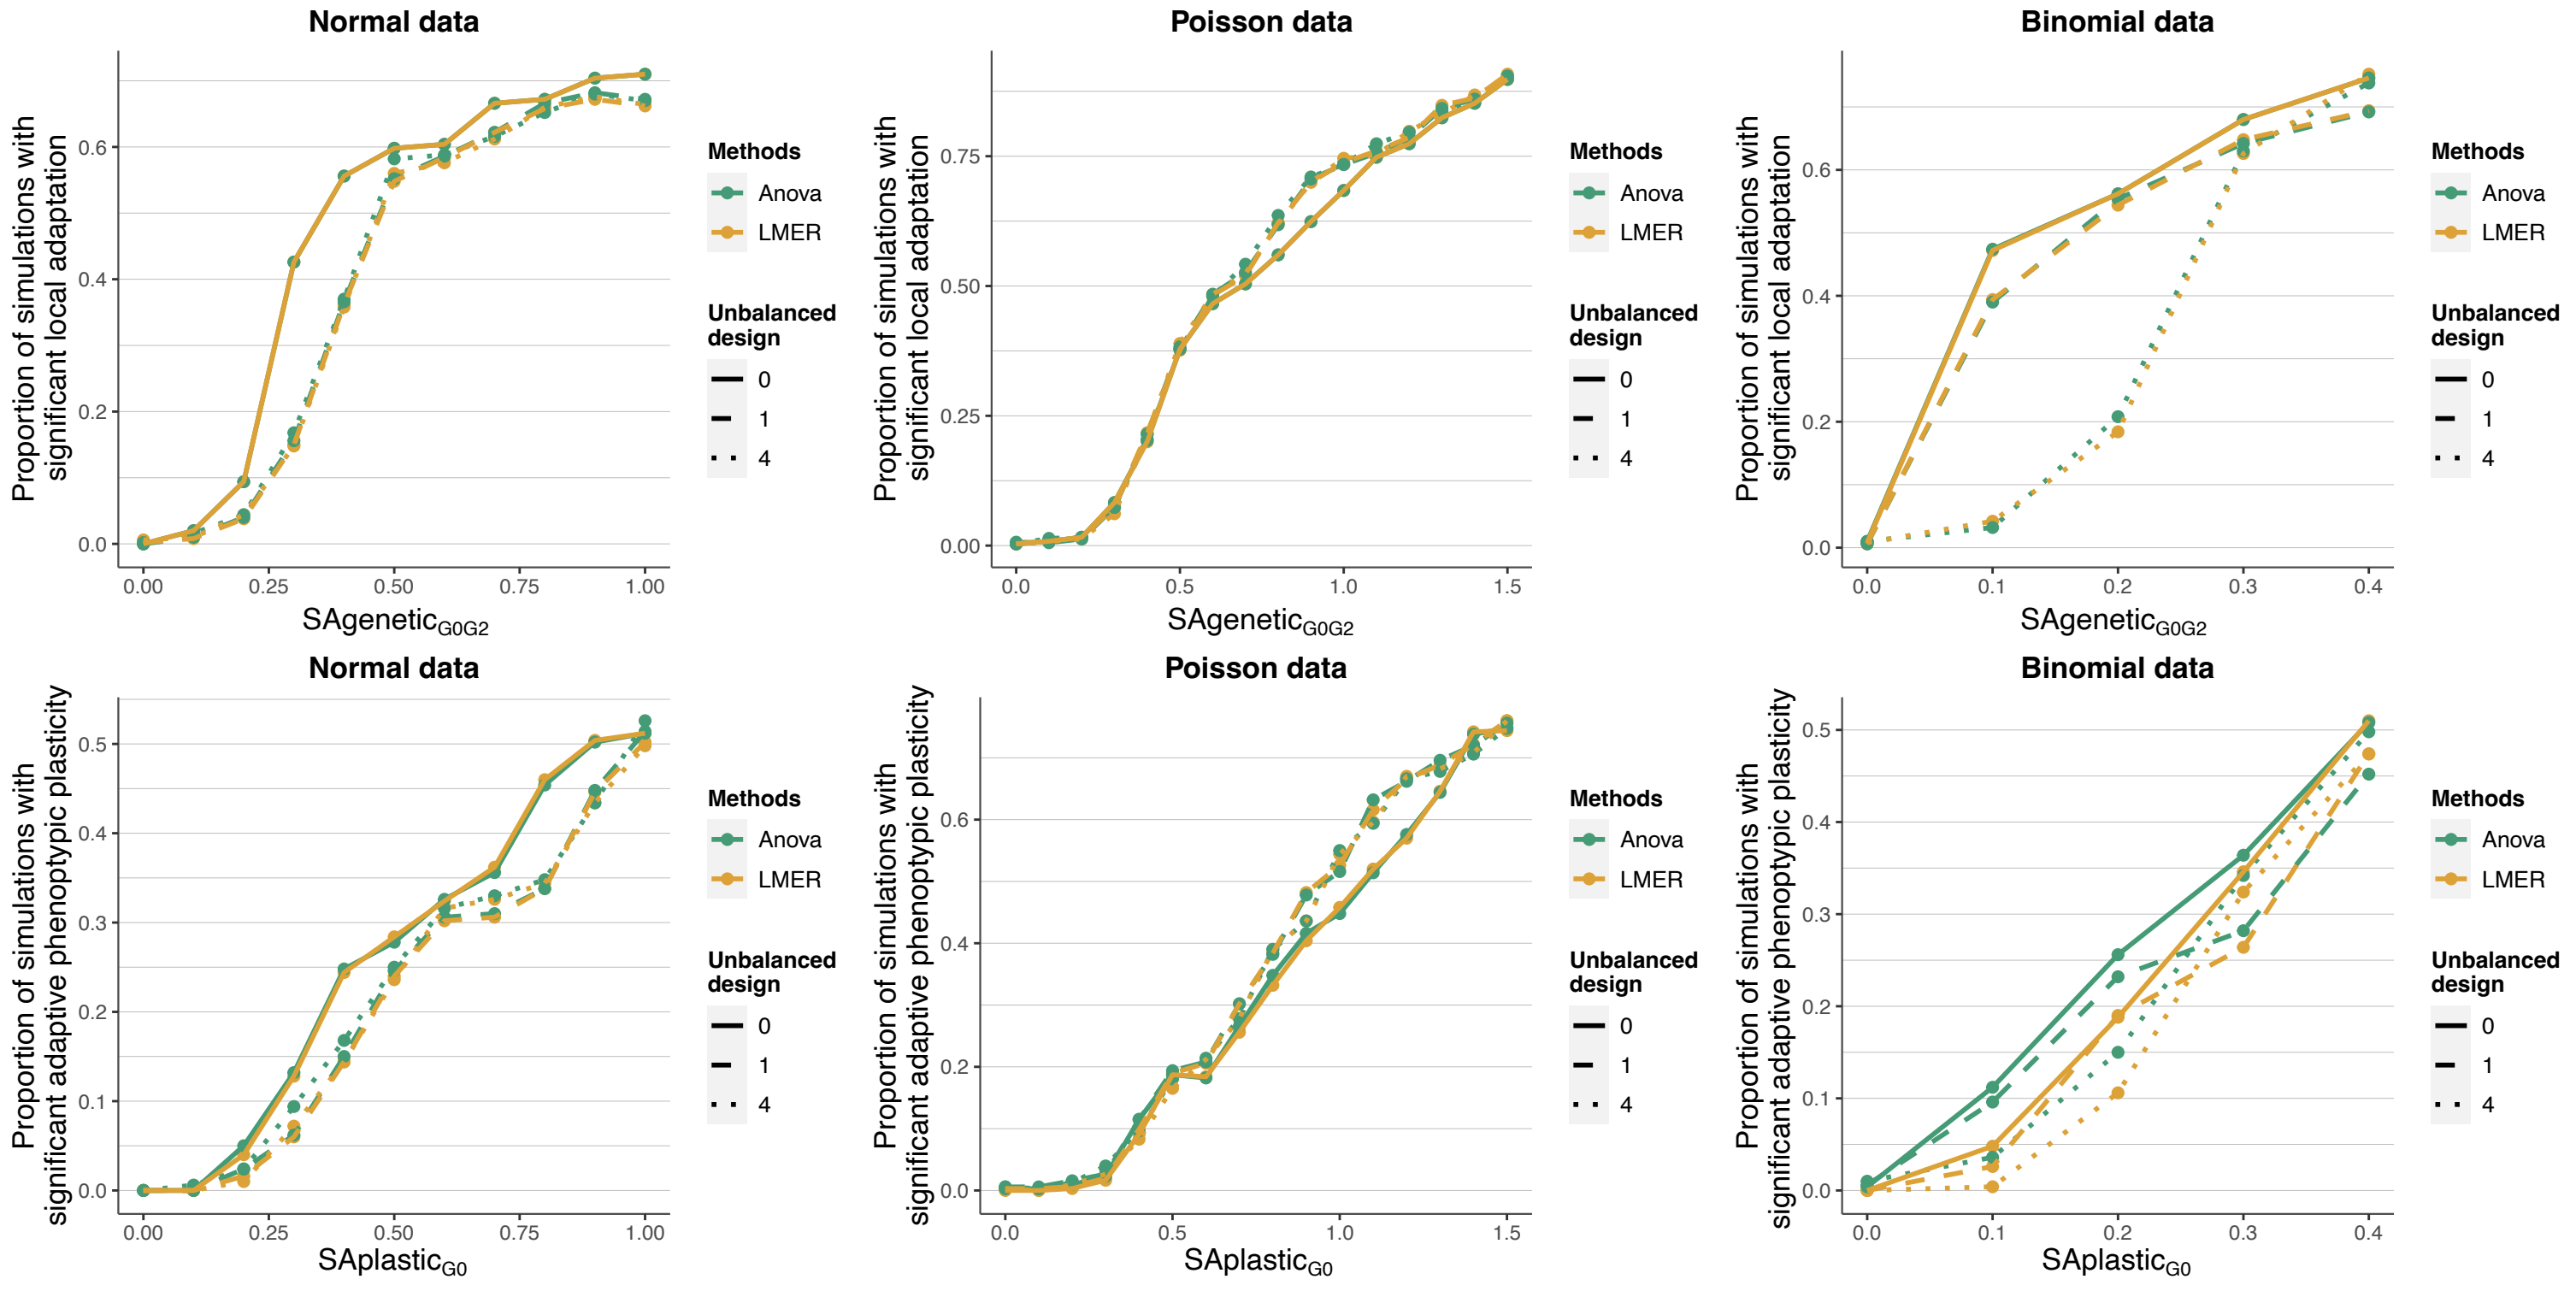 Normal data
Proportion of simulations with
significant local adaptation
0.6
0.4
0.2
0.0
0.00 0.25 0.50 0.75 1.00
SAgeneticG0G2
Methods
Anova
LMER
Unbalanced
design
0
1
4
Poisson data
Proportion of simulations with
significant local adaptation
0.75
0.50
0.25
0.00
0.0 0.5 1.0 1.5
SAgeneticG0G2
Methods
Anova
LMER
Unbalanced
design
0
1
4
Binomial data
Proportion of simulations with
significant local adaptation
0.6
0.4
0.2
0.0
0.0 0.1 0.2 0.3 0.4
SAgeneticG0G2
Methods
Anova
LMER
Unbalanced
design
0
1
4
Normal data
Proportion of simulations with
significant adaptive phenoptypic plasticity
0.5
0.4
0.3
0.2
0.1
0.0
0.00 0.25 0.50 0.75 1.00
SAplasticG0
Methods
Anova
LMER
Unbalanced
design
0
1
4
Poisson data
Proportion of simulations with
significant adaptive phenoptypic plasticity
0.6
0.4
0.2
0.0
0.0 0.5 1.0 1.5
SAplasticG0
Methods
Anova
LMER
Unbalanced
design
0
1
4
Binomial data
Proportion of simulations with
significant adaptive phenoptypic plasticity
0.5
0.4
0.3
0.2
0.1
0.0
0.0 0.1 0.2 0.3 0.4
SAplasticG0
Methods
Anova
LMER
Unbalanced
design
0
1
4